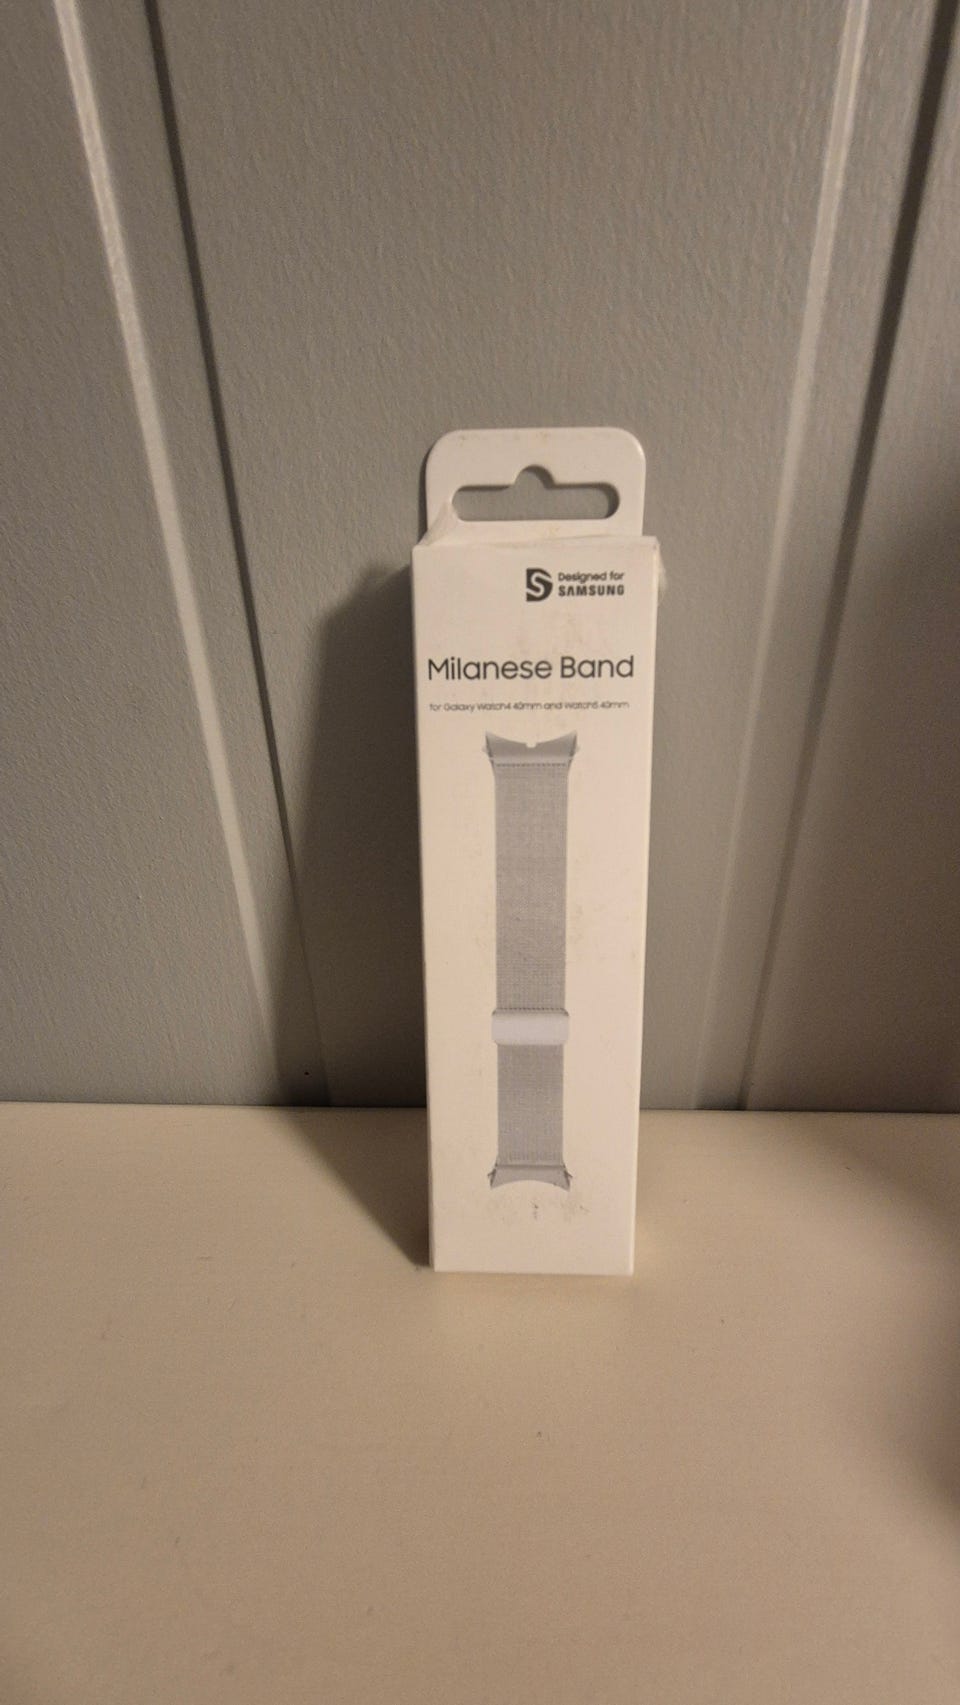 Designed for
SAMSUNG
Milanese Band
for Galaxy Watch4 40mm and Watch5 40mm